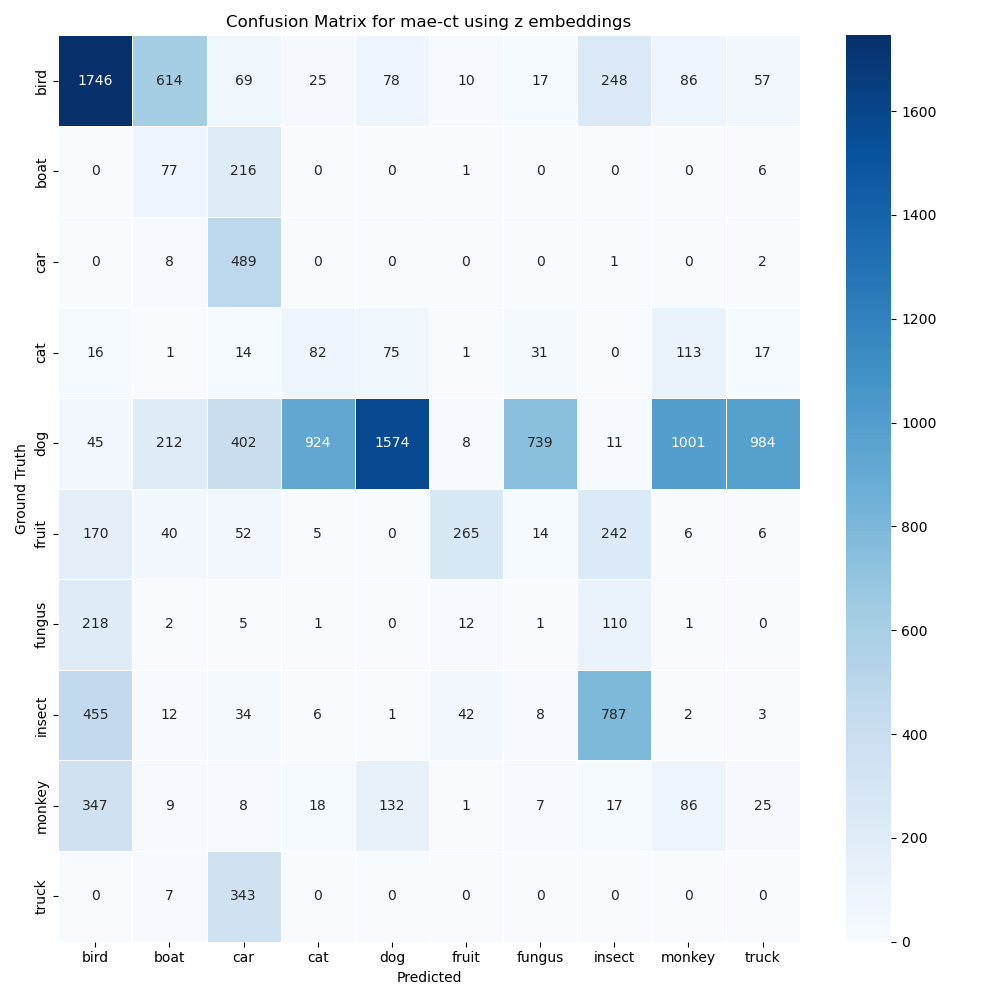 Confusion Matrix for mae-ct using z embeddings
bird 1746 614 69 25 78 10 17 248 86 57
boat 0 77 216 0 0 1 0 0 0 6
car 0 8 489 0 0 0 0 1 0 2
cat 16 1 14 82 75 1 31 0 113 17
dog 45 212 402 924 1574 8 739 11 1001 984
fruit 170 40 52 5 0 265 14 242 6 6
fungus 218 2 5 1 0 12 1 110 1 0
insect 455 12 34 6 1 42 8 787 2 3
monkey 347 9 8 18 132 1 7 17 86 25
truck 0 7 343 0 0 0 0 0 0 0
bird boat car cat dog fruit fungus insect monkey truck
Predicted
Ground Truth
1600
1400
1200
1000
800
600
400
200
0